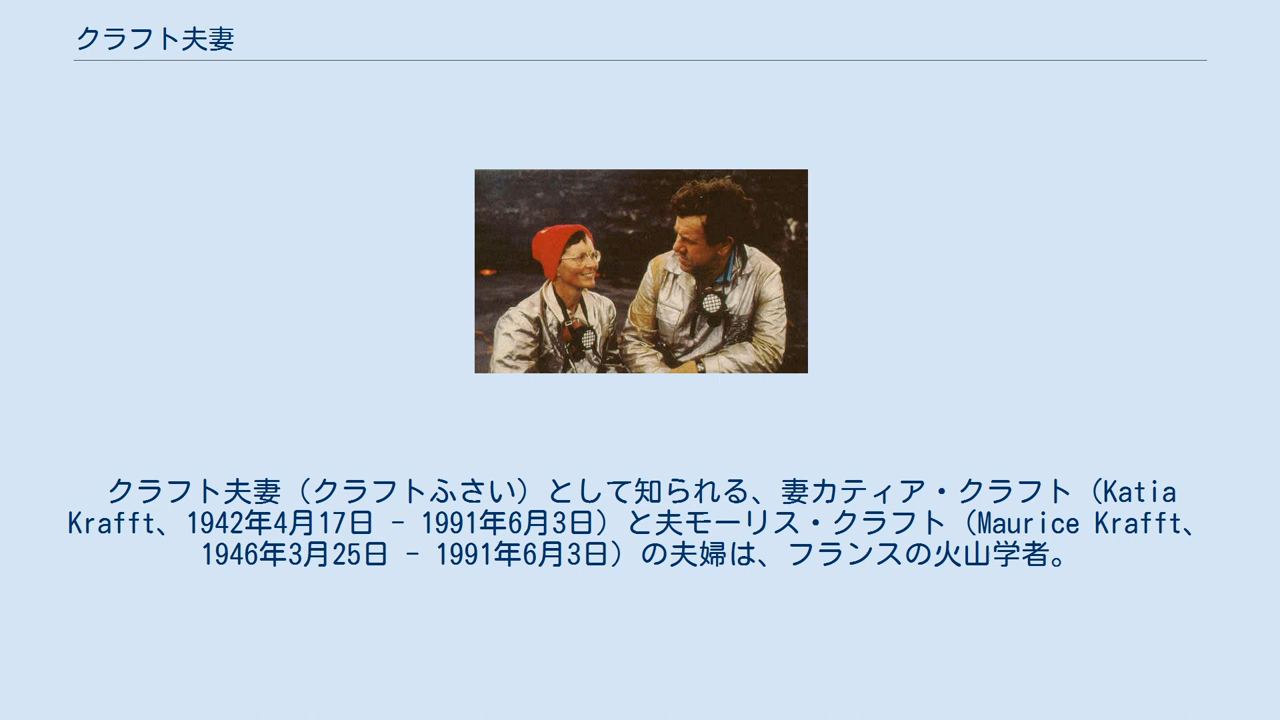 クラフト夫妻
クラフト夫妻（クラフトふさい）として知られる、妻カティア・クラフト（Katia
Krafft、1942年4月17日 - 1991年6月3日）と夫モーリス・クラフト（Maurice Krafft、
1946年3月25日 - 1991年6月3日）の夫婦は、フランスの火山学者。